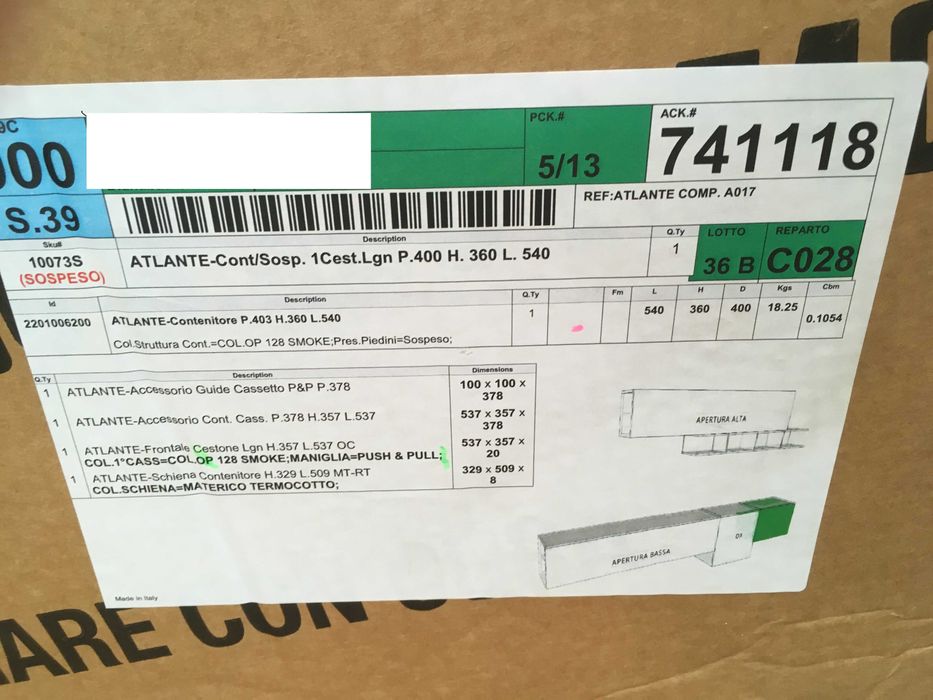 9C
000
S.39
PCK.#
5/13
ACK.#
741118
REF:ATLANTE COMP. A017
Sku#
10073S
(SOSPESO)
Description
ATLANTE-Cont/Sosp. 1Cest.Lgn P.400 H. 360 L. 540
Q.Ty
1
LOTTO
36 B
REPARTO
C028
Id Description Q.Ty Fm L H D Kgs Cbm
2201006200 ATLANTE-Contenitore P.403 H.360 L.540 1 540 360 400 18.25 0.1054
Col.Struttura Cont.=COL.OP 128 SMOKE;Pres.Piedini=Sospeso;
Q.Ty Description Dimensions
1 ATLANTE-Accessorio Guide Cassetto P&P P.378 100 x 100 x
378
1 ATLANTE-Accessorio Cont. Cass. P.378 H.357 L.537 537 x 357 x
378
1 ATLANTE-Frontale Cestone Lgn H.357 L.537 OC 537 x 357 x
COL.1°CASS=COL.OP 128 SMOKE;MANIGLIA=PUSH & PULL; 20
1 ATLANTE-Schiena Contenitore H.329 L.509 MT-RT 329 x 509 x
COL.SCHIENA=MATERICO TERMOCOTTO; 8
APERTURA ALTA
APERTURA BASSA
Made in Italy
ARE CON